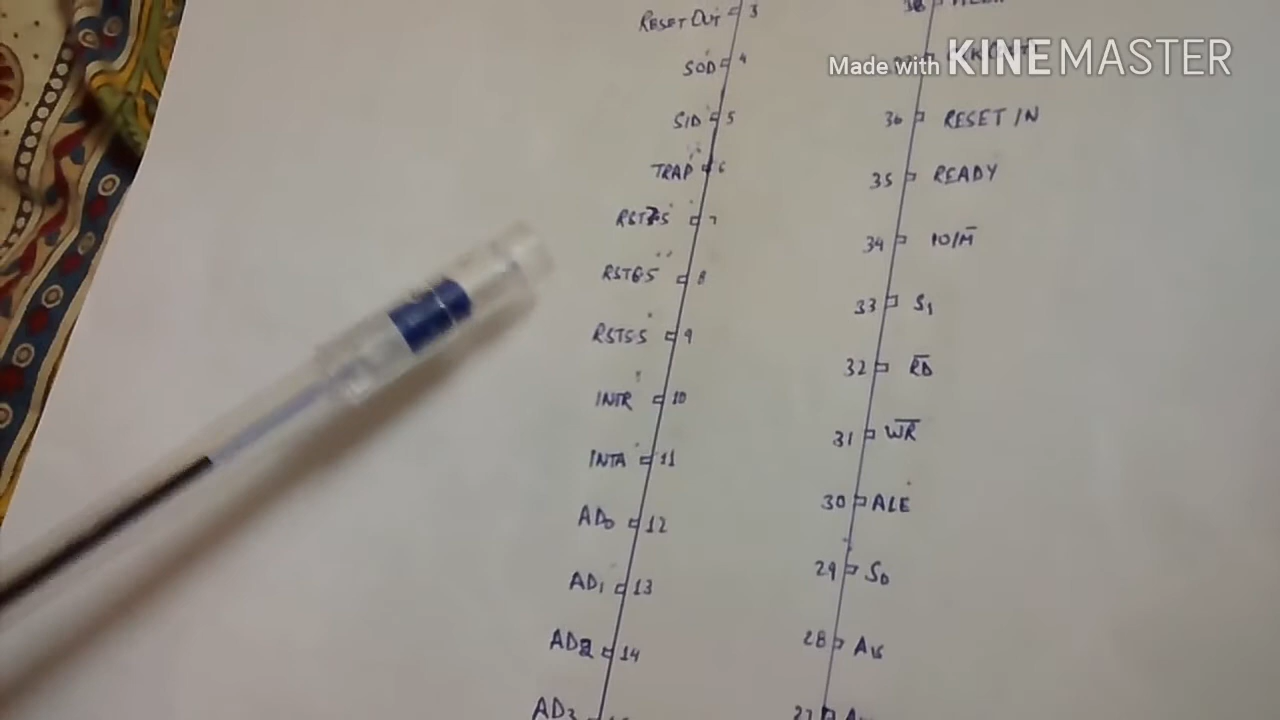 RESET OUT 3
SOD 4
SID 5
TRAP 6
RST7.5 7
RST6.5 8
RST5.5 9
INTR 10
INTA 11
AD0 12
AD1 13
AD2 14
AD3
38
Made with KINEMASTER
36 RESET IN
35 READY
34 IO/M̅
33 S1
32 R̅D̅
31 W̅R̅
30 ALE
29 S0
28 A15
27